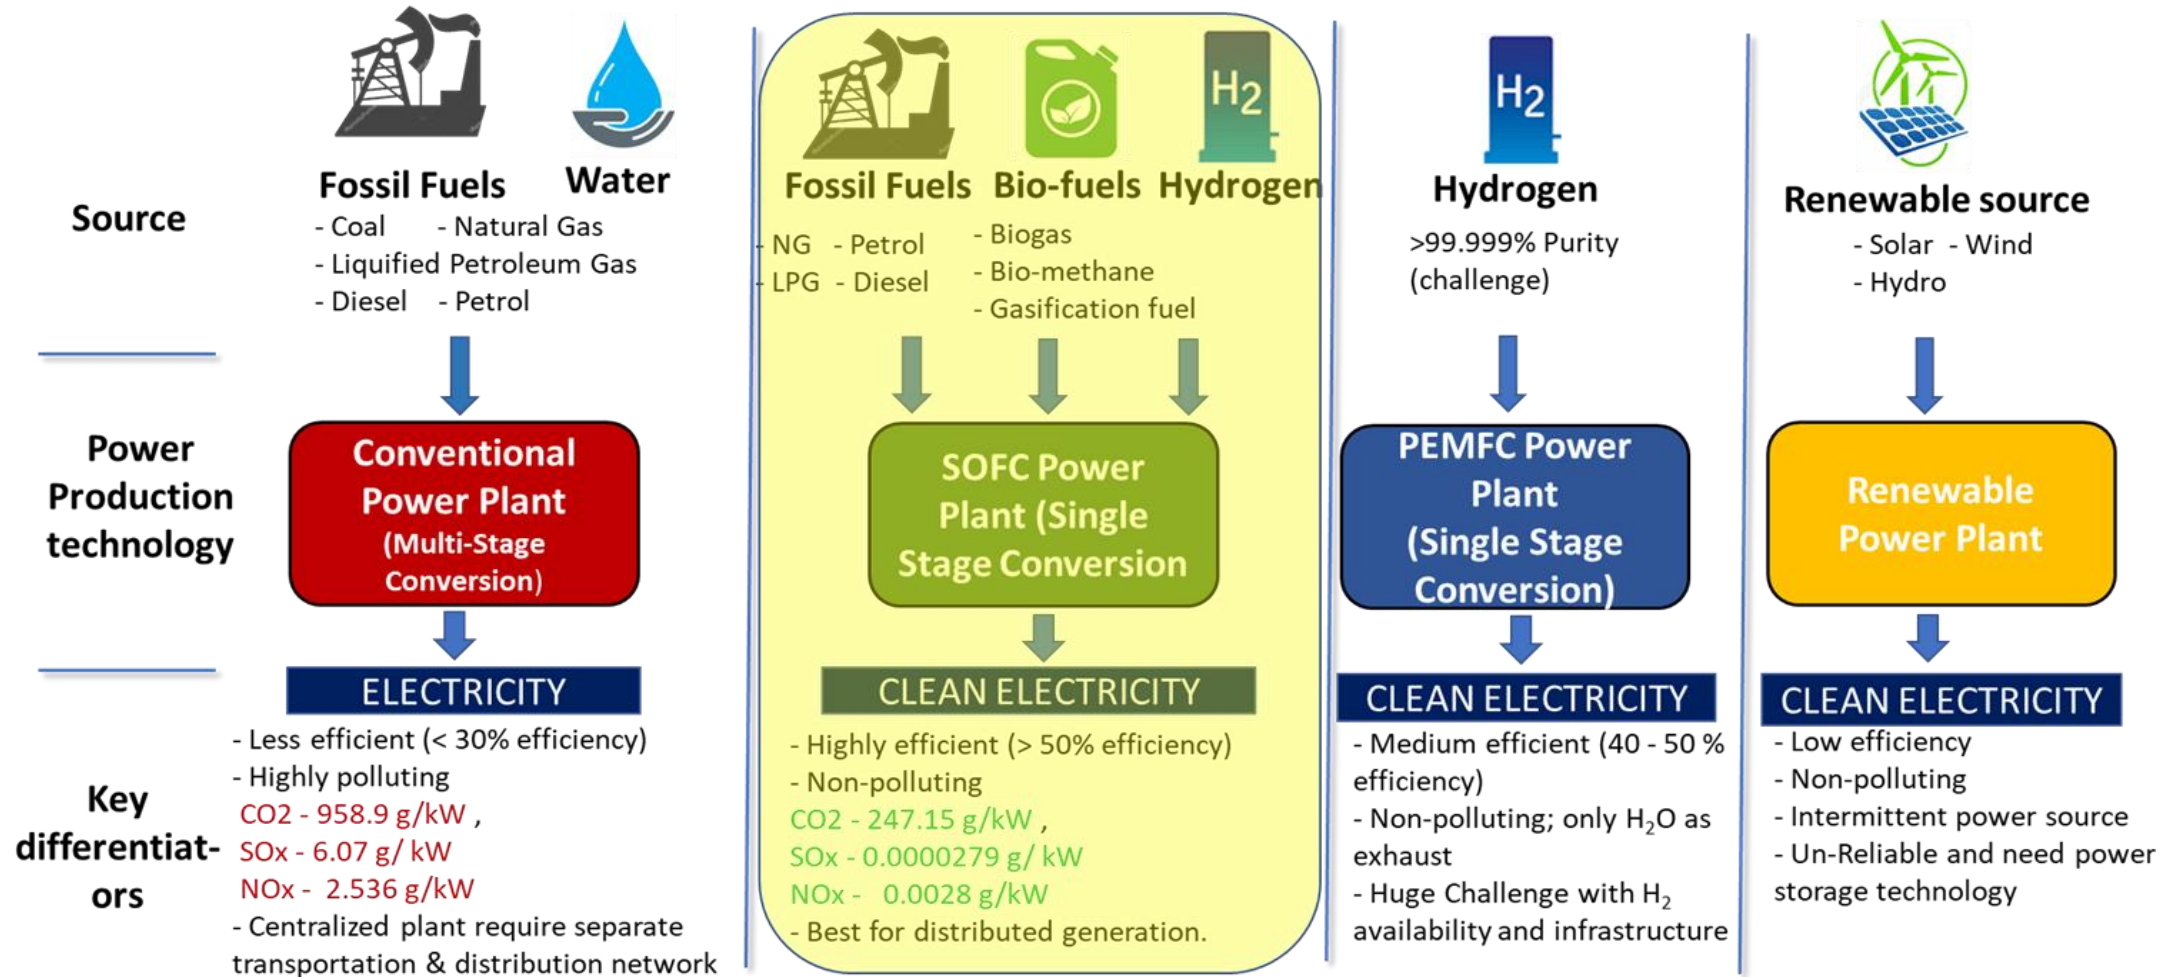 Source
Fossil Fuels
Water
- Coal - Natural Gas
- Liquified Petroleum Gas
- Diesel - Petrol
Fossil Fuels Bio-fuels Hydrogen
- NG - Petrol
- LPG - Diesel
- Biogas
- Bio-methane
- Gasification fuel
H2
H2
Hydrogen
>99.999% Purity
(challenge)
Renewable source
- Solar - Wind
- Hydro
Power
Production
technology
Conventional
Power Plant
(Multi-Stage
Conversion)
SOFC Power
Plant (Single
Stage Conversion
PEMFC Power
Plant
(Single Stage
Conversion)
Renewable
Power Plant
Key
differentiat-
ors
ELECTRICITY
- Less efficient (< 30% efficiency)
- Highly polluting
CO2 - 958.9 g/kW ,
SOx - 6.07 g/ kW
NOx - 2.536 g/kW
- Centralized plant require separate
transportation & distribution network
CLEAN ELECTRICITY
- Highly efficient (> 50% efficiency)
- Non-polluting
CO2 - 247.15 g/kW ,
SOx - 0.0000279 g/ kW
NOx - 0.0028 g/kW
- Best for distributed generation.
CLEAN ELECTRICITY
- Medium efficient (40 - 50 %
efficiency)
- Non-polluting; only H₂O as
exhaust
- Huge Challenge with H₂
availability and infrastructure
CLEAN ELECTRICITY
- Low efficiency
- Non-polluting
- Intermittent power source
- Un-Reliable and need power
storage technology